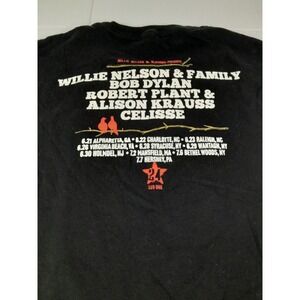 WILLIE NELSON & FAMILY
BOB DYLAN
ROBERT PLANT &
ALISON KRAUSS
CELISSE
6.21 ALPHARETTA, GA • 6.22 CHARLOTTE, NC • 6.23 RALEIGH, NC
6.26 VIRGINIA BEACH, VA • 6.28 SYRACUSE, NY • 6.29 WANTAGH, NY
6.30 HOLMDEL, NJ • 7.2 MANSFIELD, MA • 7.6 BETHEL WOODS, NY
7.7 HERSHEY, PA